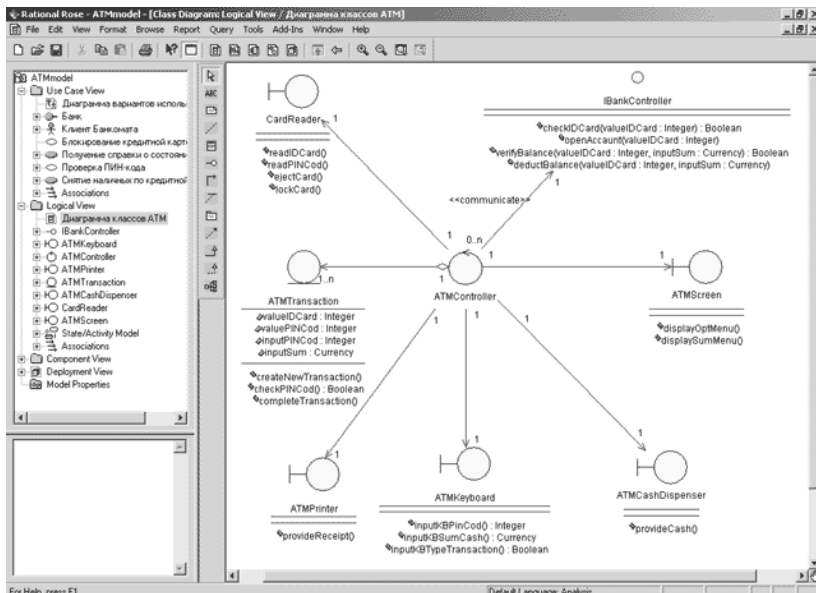 Rational Rose - ATMmodel - [Class Diagram: Logical View / Диаграмма классов ATM]
File Edit View Format Browse Report Query Tools Add-Ins Window Help
ATMmodel
Use Case View
Диаграмма вариантов исполь
Банк
Клиент Банкомата
Блокирование кредитной карт
Получение справки о состоян
Проверка ПИН-кода
Снятие наличных по кредитной
Associations
Logical View
Диаграмма классов ATM
IBankController
ATMKeyboard
ATMController
ATMPrinter
ATMTransaction
ATMCashDispenser
CardReader
ATMScreen
State/Activity Model
Associations
Component View
Deployment View
Model Properties
ABC
CardReader
readIDCard()
readPINCod()
ejectCard()
lockCard()
1
IBankController
checkIDCard(valueIDCard : Integer) : Boolean
openAccaunt(valueIDCard : Integer)
verifyBalance(valueIDCard : Integer, inputSum : Currency) : Boolean
deductBalance(valueIDCard : Integer, inputSum : Currency)
<<communicate>>
1
1
0..n
1..n
1
1
1
ATMController
ATMTransaction
valueIDCard : Integer
valuePINCod : Integer
inputPINCod : Integer
inputSum : Currency
createNewTransaction()
checkPINCod() : Boolean
completeTransaction()
ATMScreen
displayOptMenu()
displaySumMenu()
1
1
1
1
1
1
ATMPrinter
provideReceipt()
ATMKeyboard
inputKBPinCod() : Integer
inputKBSumCash() : Currency
inputKBTypeTransaction() : Boolean
ATMCashDispenser
provideCash()
For Help, press F1
Default Language: Analysis